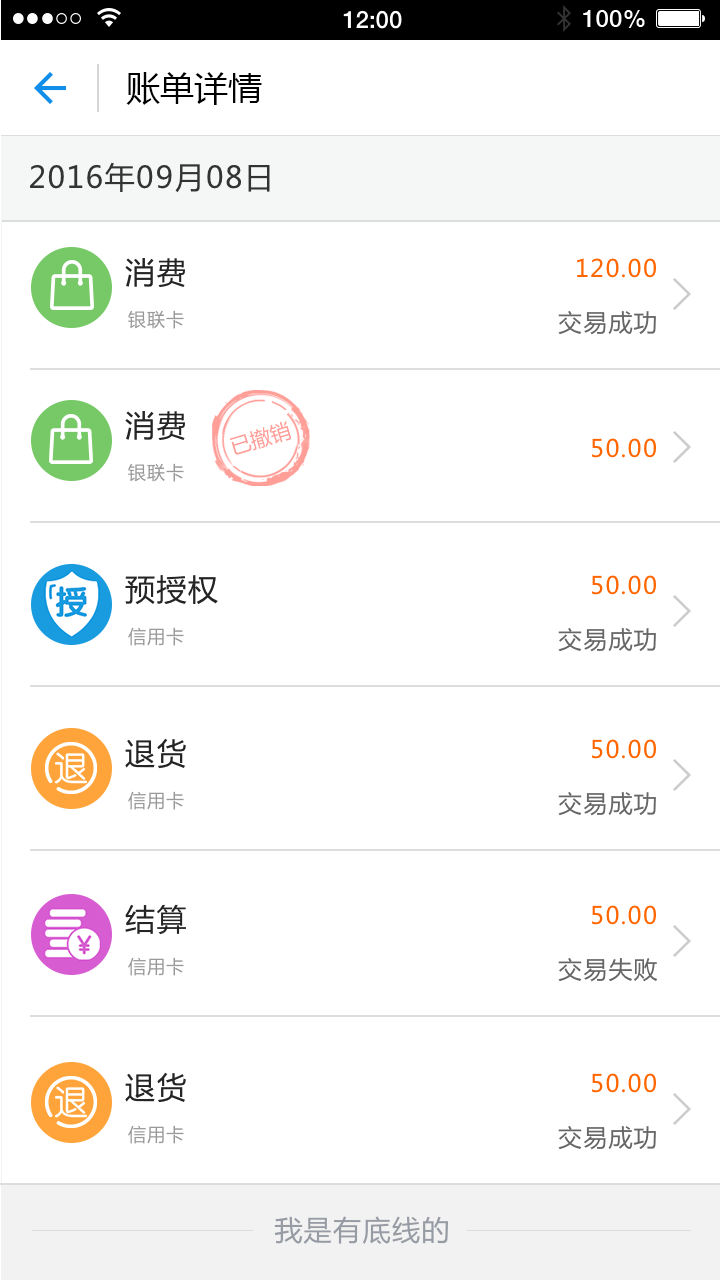 12:00
100%
账单详情
2016年09月08日
消费
120.00
银联卡
交易成功
消费
已撤销
50.00
银联卡
授
预授权
50.00
信用卡
交易成功
退
退货
50.00
信用卡
交易成功
¥
结算
50.00
信用卡
交易失败
退
退货
50.00
信用卡
交易成功
我是有底线的